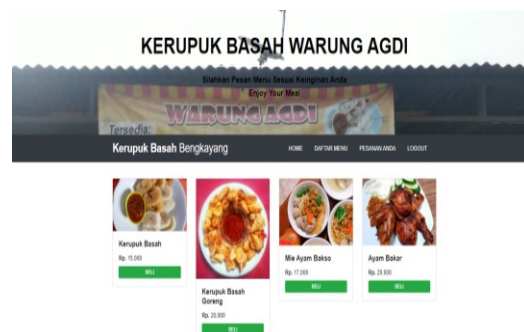 KERUPUK BASAH WARUNG AGDI
Silahkan Pesan Menu Sesuai Keinginan Anda
Enjoy Your Meal
WARUNG AGDI
Tersedia:
Kerupuk Basah Bengkayang
HOME DAFTAR MENU PESANAN ANDA LOGOUT
Kerupuk Basah
Rp. 15,000
BELI
Kerupuk Basah
Goreng
Rp. 20,000
BELI
Mie Ayam Bakso
Rp. 17,000
BELI
Ayam Bakar
Rp. 20,000
BELI